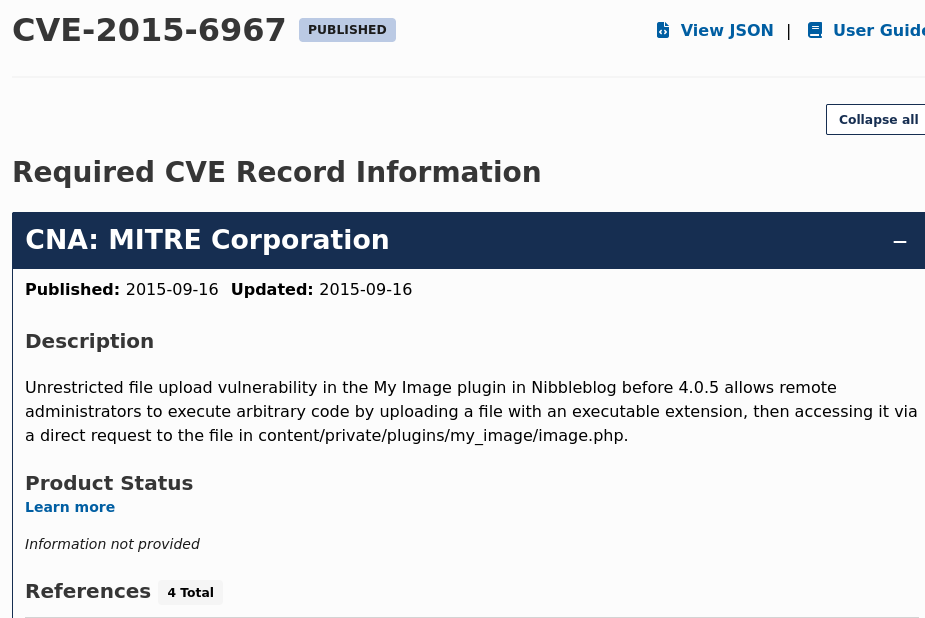 CVE-2015-6967 PUBLISHED View JSON | User Guide
Collapse all
Required CVE Record Information
CNA: MITRE Corporation –
Published: 2015-09-16 Updated: 2015-09-16
Description
Unrestricted file upload vulnerability in the My Image plugin in Nibbleblog before 4.0.5 allows remote
administrators to execute arbitrary code by uploading a file with an executable extension, then accessing it via
a direct request to the file in content/private/plugins/my_image/image.php.
Product Status
Learn more
Information not provided
References 4 Total